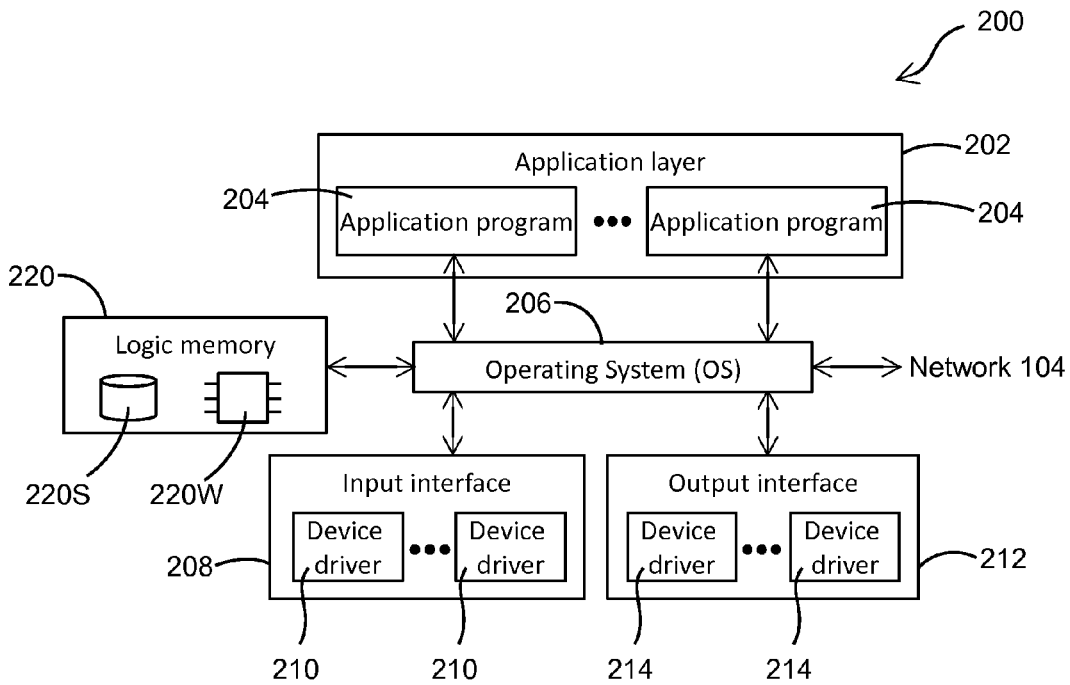 200
202
Application layer
204
Application program
Application program
204
220
206
Logic memory
Operating System (OS)
Network 104
220S
220W
Input interface
Output interface
Device
driver
Device
driver
Device
driver
Device
driver
208
212
210
210
214
214